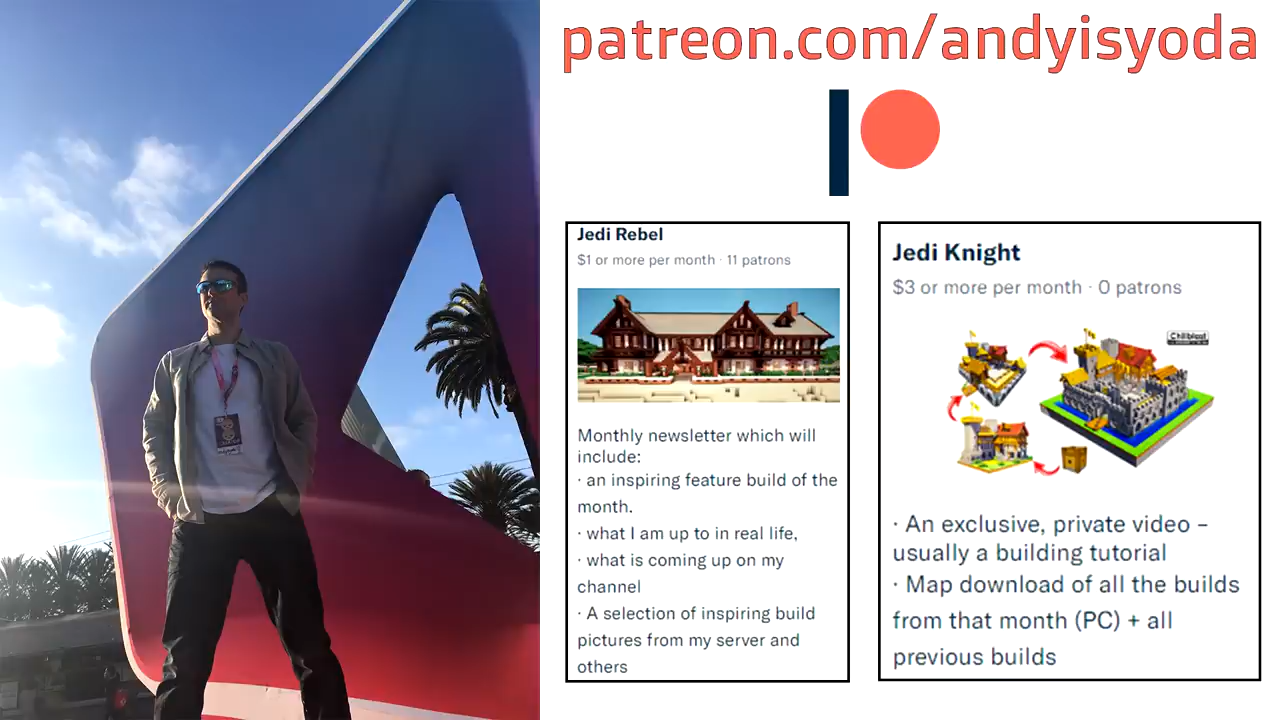 patreon.com/andyisyoda
Jedi Rebel
$1 or more per month · 11 patrons
Monthly newsletter which will
include:
· an inspiring feature build of the
month.
· what I am up to in real life,
· what is coming up on my
channel
· A selection of inspiring build
pictures from my server and
others
Jedi Knight
$3 or more per month · 0 patrons
Chillblast
· An exclusive, private video –
usually a building tutorial
· Map download of all the builds
from that month (PC) + all
previous builds